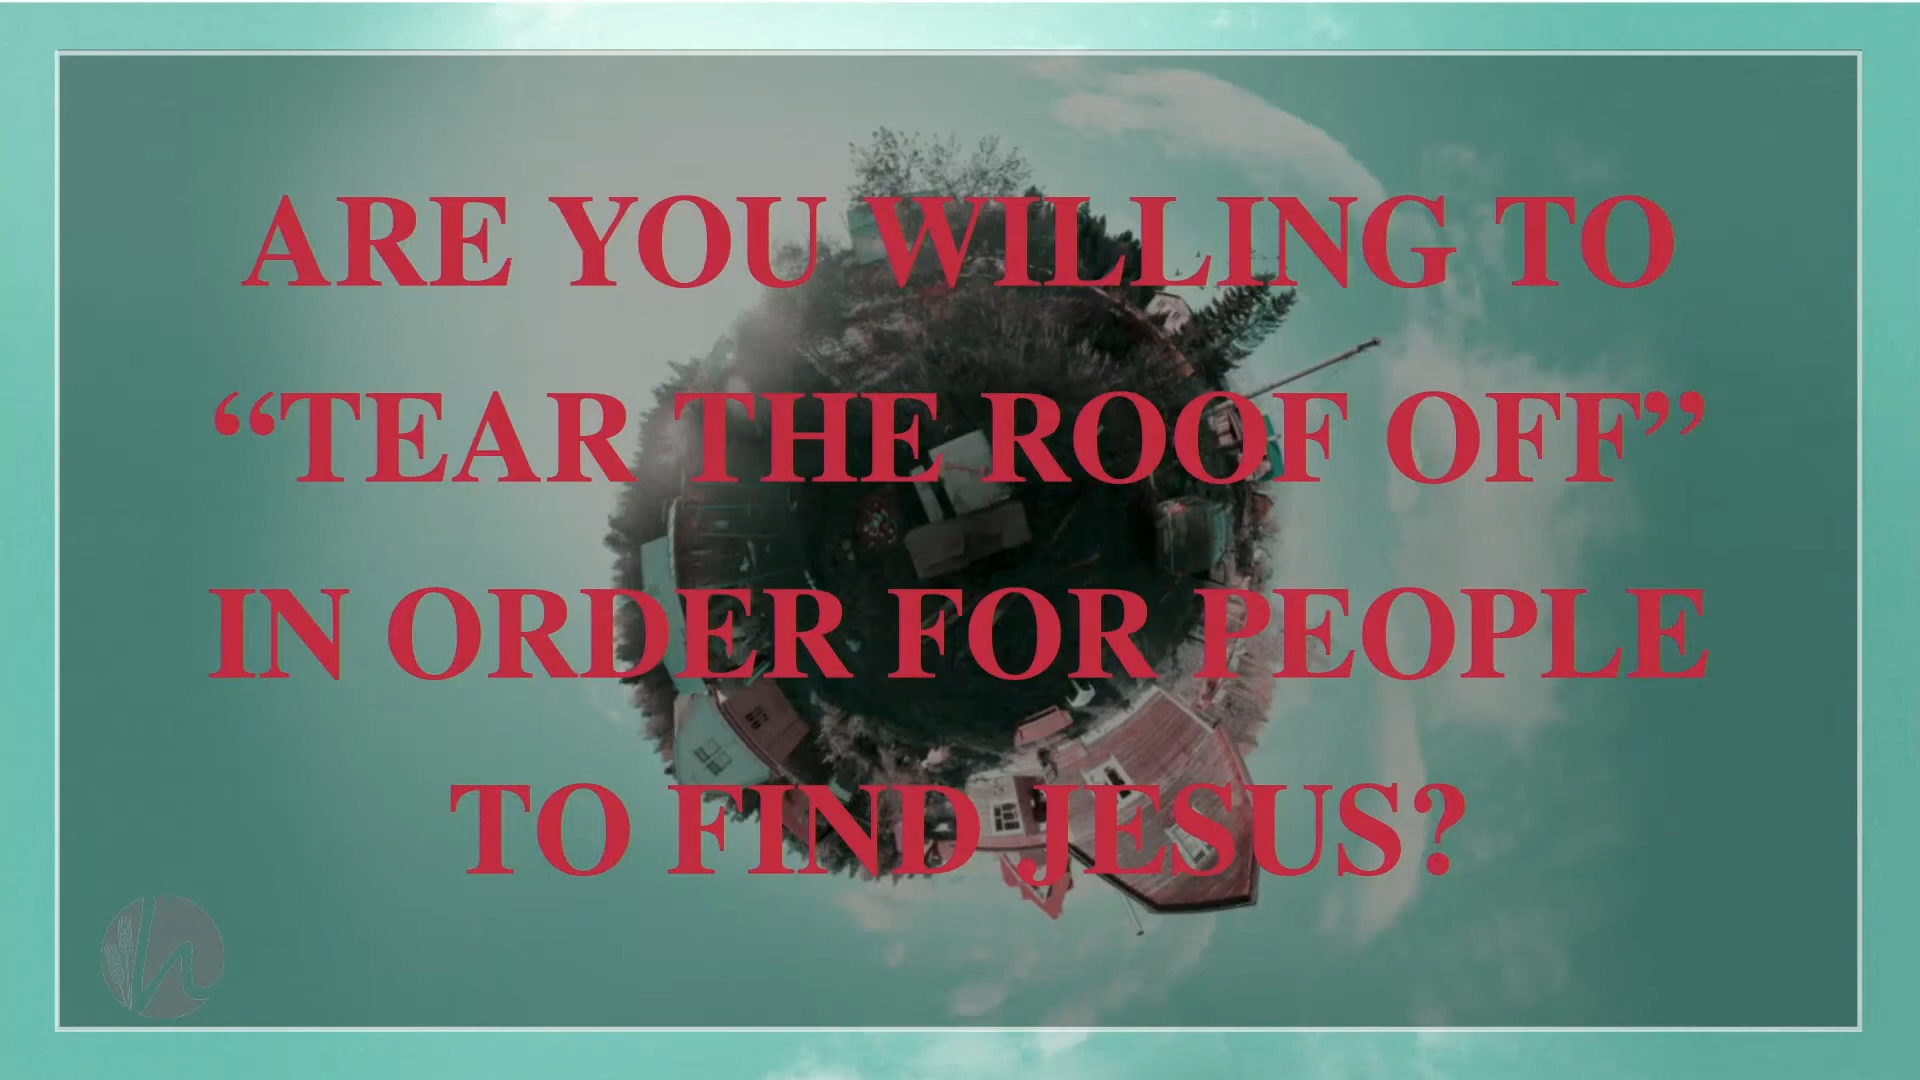 ARE YOU WILLING TO
“TEAR THE ROOF OFF”
IN ORDER FOR PEOPLE
TO FIND JESUS?